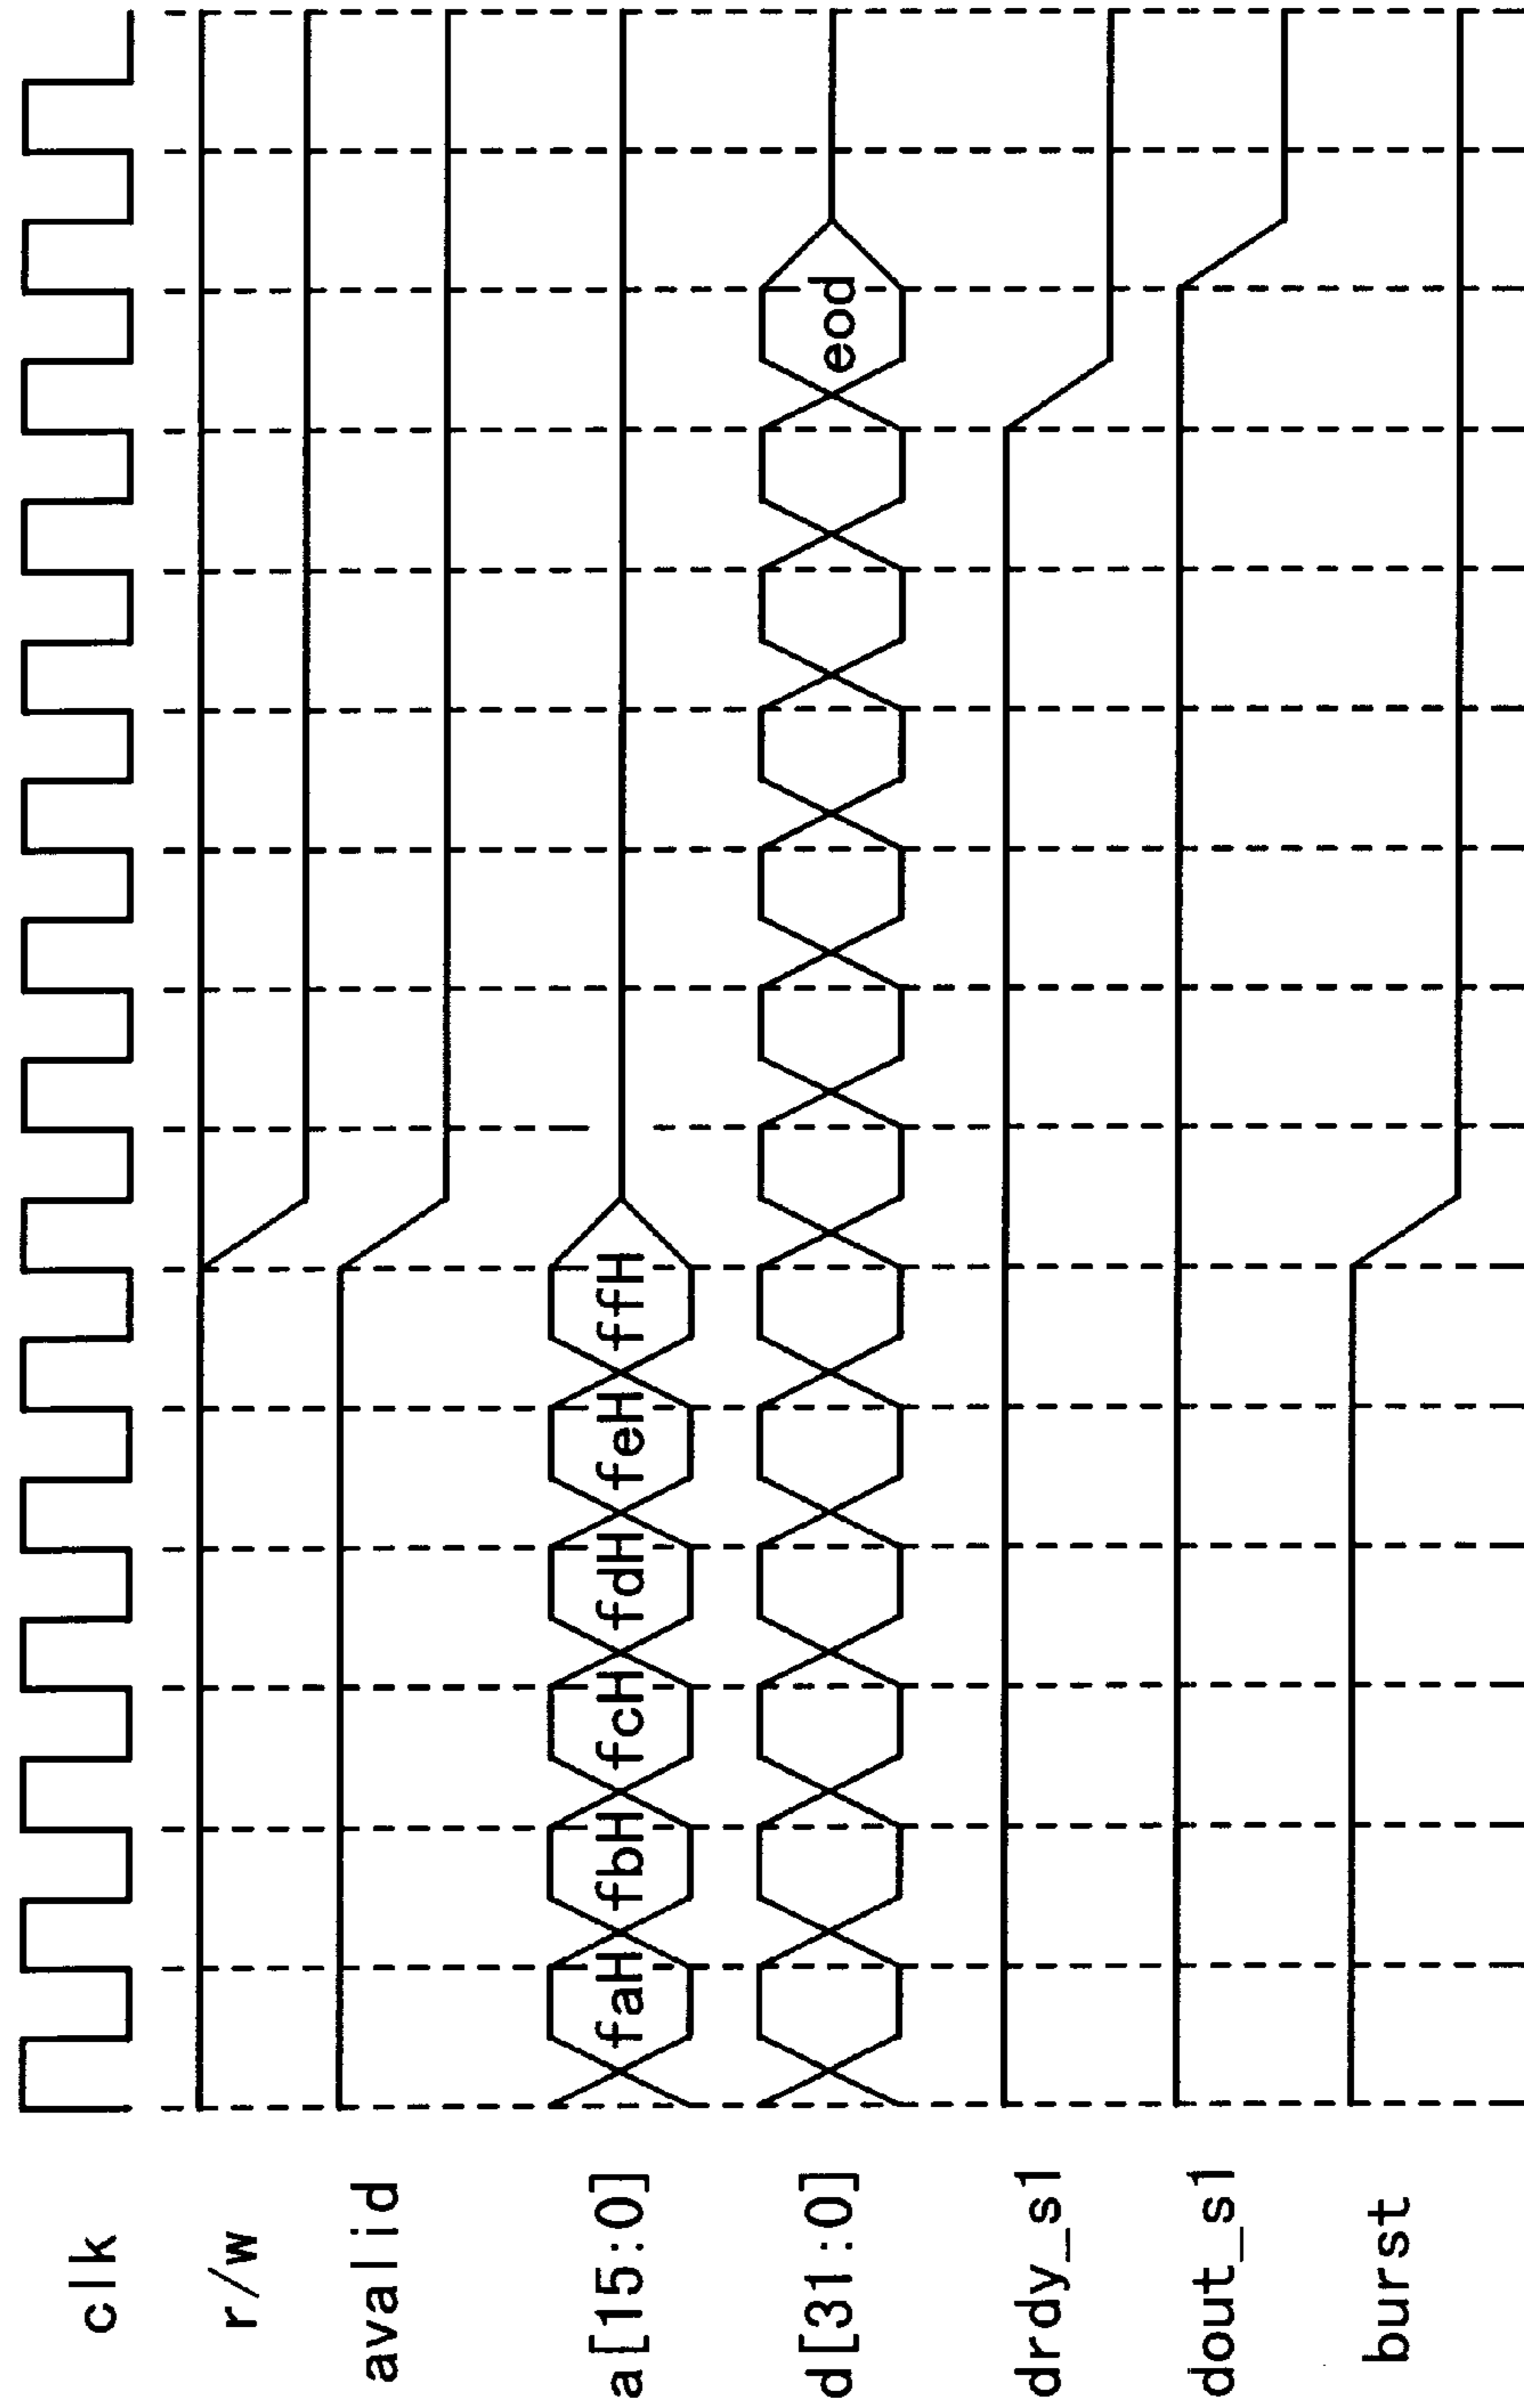 clk
r/w
avalid
a[15:0] faH fbH fcH fdH feH ffH
d[31:0] eod
drdy_s1
dout_s1
burst